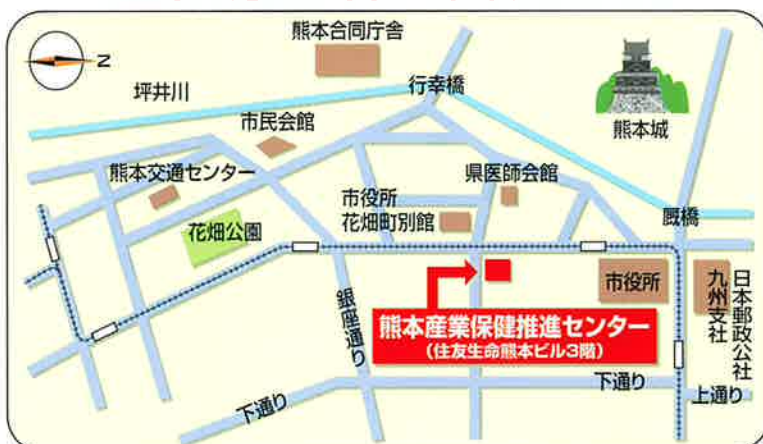 熊本合同庁舎
N
坪井川
行幸橋
市民会館
熊本城
熊本交通センター
県医師会館
市役所
花畑町別館
厩橋
花畑公園
市役所
日本郵政公社
九州支社
銀座通り
熊本産業保健推進センター
(住友生命熊本ビル3階)
下通り
下通り
上通り